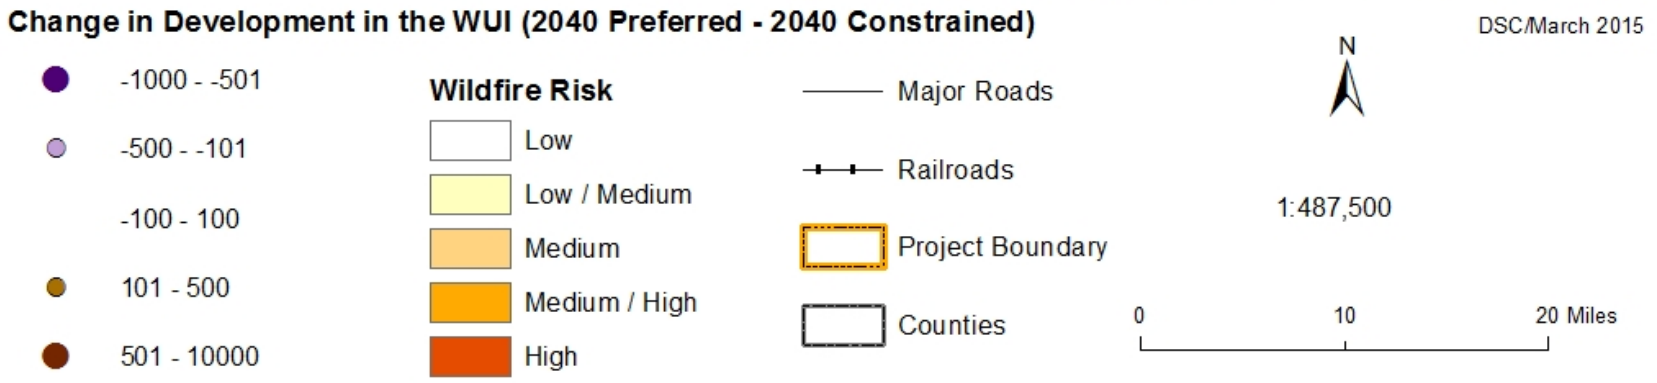 Change in Development in the WUI (2040 Preferred - 2040 Constrained)
DSC/March 2015
-1000 - -501
-500 - -101
-100 - 100
101 - 500
501 - 10000
Wildfire Risk
Low
Low / Medium
Medium
Medium / High
High
Major Roads
Railroads
Project Boundary
Counties
N
1:487,500
0 10 20 Miles